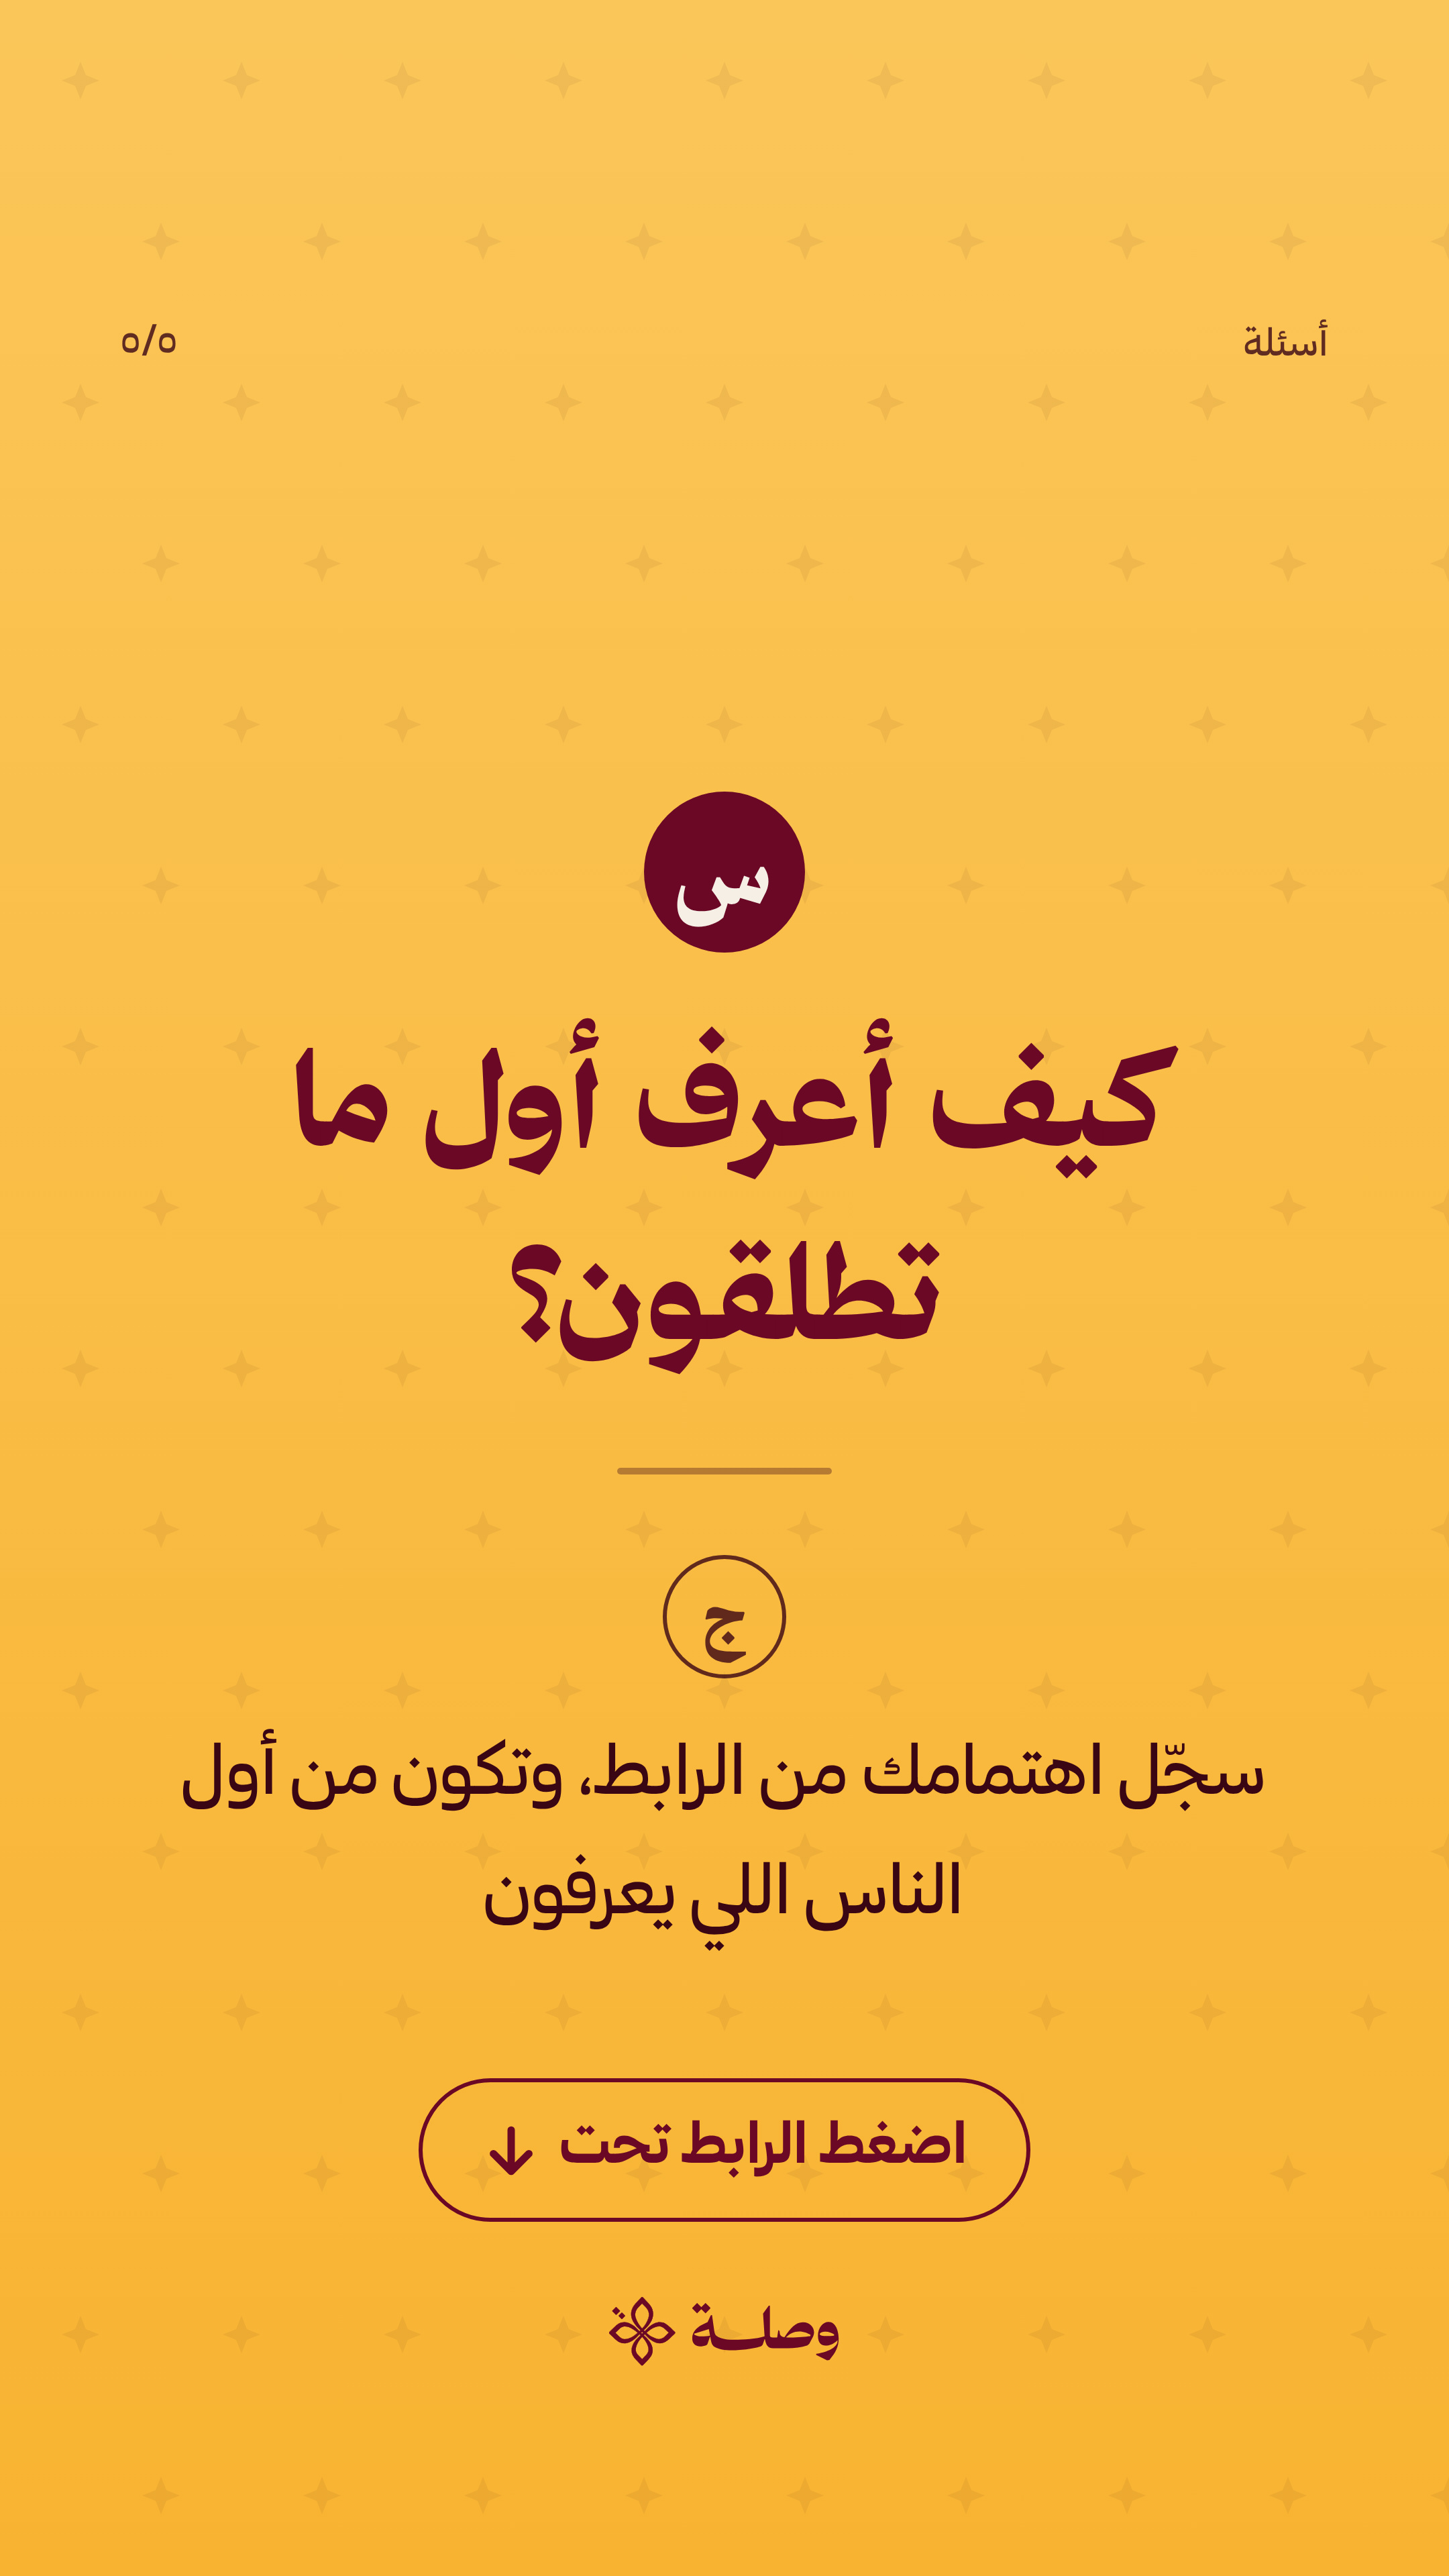 أسئلة
٥/٥
س
كيف أعرف أول ما
تطلقون؟
ج
سجّل اهتمامك من الرابط، وتكون من أول
الناس اللي يعرفون
اضغط الرابط تحت ↓
وصلـة